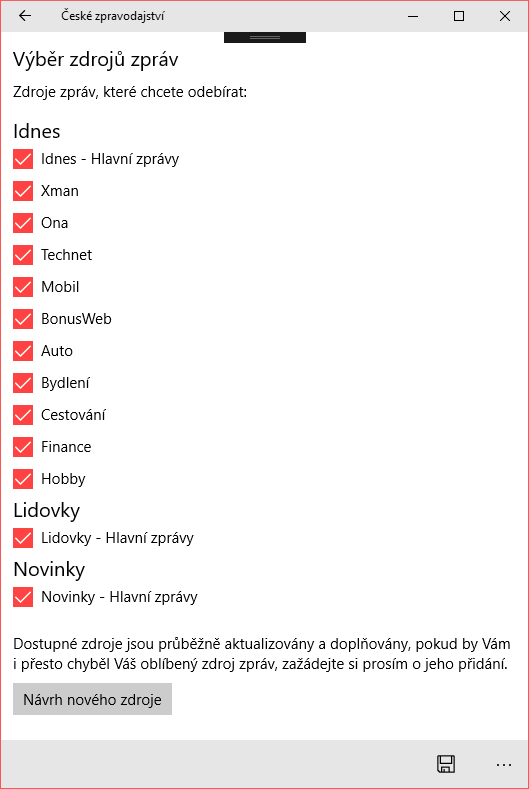 České zpravodajství
Výběr zdrojů zpráv
Zdroje zpráv, které chcete odebírat:
Idnes
Idnes - Hlavní zprávy
Xman
Ona
Technet
Mobil
BonusWeb
Auto
Bydlení
Cestování
Finance
Hobby
Lidovky
Lidovky - Hlavní zprávy
Novinky
Novinky - Hlavní zprávy
Dostupné zdroje jsou průběžně aktualizovány a doplňovány, pokud by Vám
i přesto chyběl Váš oblíbený zdroj zpráv, zažádejte si prosím o jeho přidání.
Návrh nového zdroje